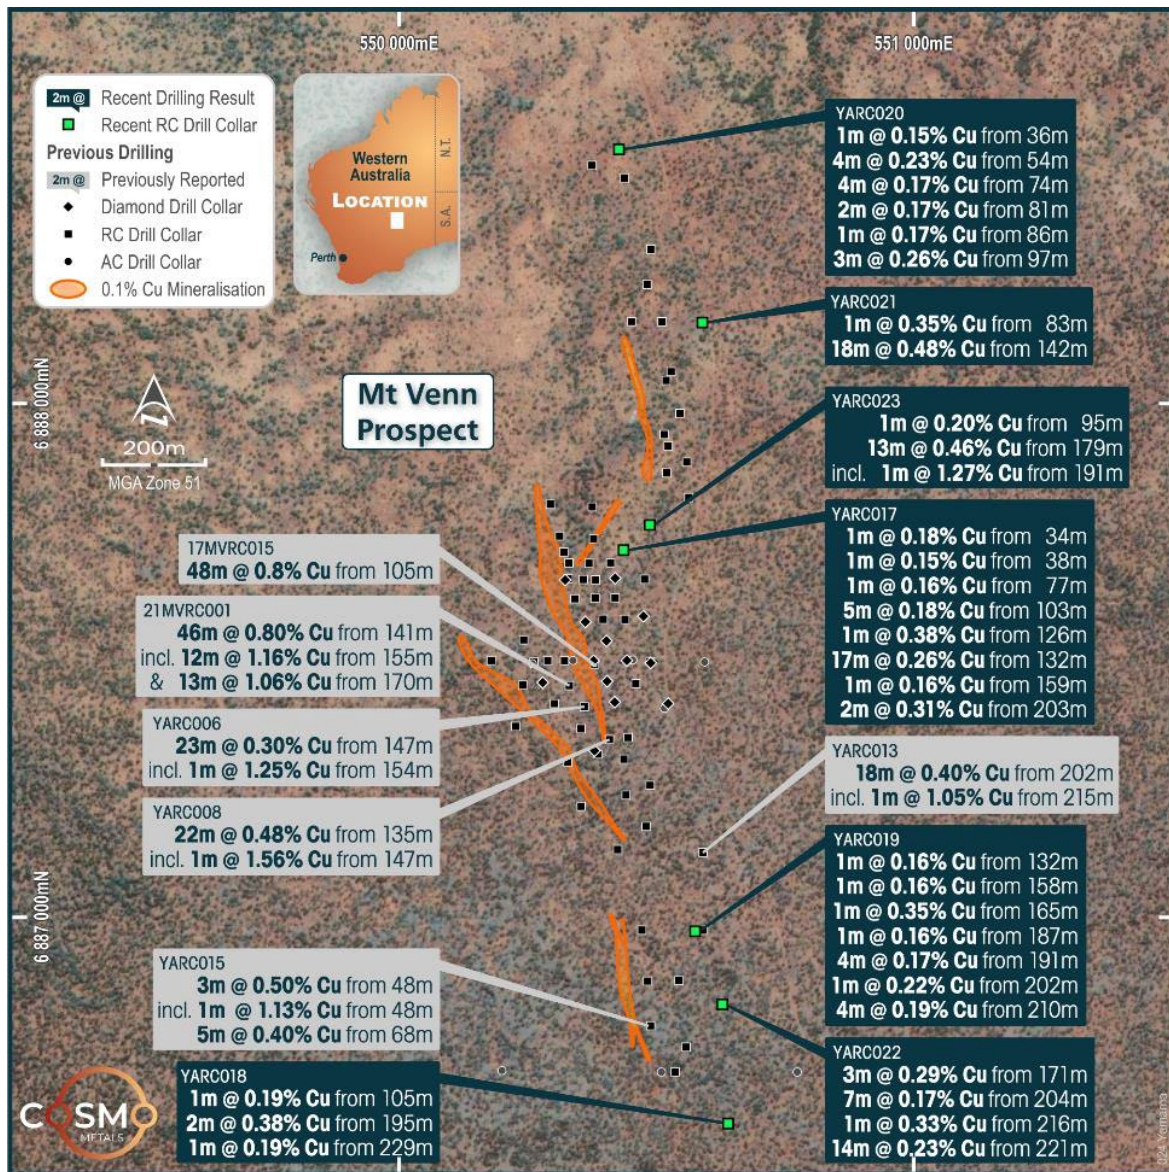 550 000mE
551 000mE
2m @ Recent Drilling Result
Recent RC Drill Collar
Previous Drilling
2m @ Previously Reported
Diamond Drill Collar
RC Drill Collar
AC Drill Collar
0.1% Cu Mineralisation
Western
Australia
LOCATION
Perth
N.T.
S.A.
6 888 000mN
200m
MGA Zone 51
Mt Venn
Prospect
YARC020
1m @ 0.15% Cu from 36m
4m @ 0.23% Cu from 54m
4m @ 0.17% Cu from 74m
2m @ 0.17% Cu from 81m
1m @ 0.17% Cu from 86m
3m @ 0.26% Cu from 97m
YARC021
1m @ 0.35% Cu from 83m
18m @ 0.48% Cu from 142m
YARC023
1m @ 0.20% Cu from 95m
13m @ 0.46% Cu from 179m
incl. 1m @ 1.27% Cu from 191m
YARC017
1m @ 0.18% Cu from 34m
1m @ 0.15% Cu from 38m
1m @ 0.16% Cu from 77m
5m @ 0.18% Cu from 103m
1m @ 0.38% Cu from 126m
17m @ 0.26% Cu from 132m
1m @ 0.16% Cu from 159m
2m @ 0.31% Cu from 203m
17MVRC015
48m @ 0.8% Cu from 105m
21MVRC001
46m @ 0.80% Cu from 141m
incl. 12m @ 1.16% Cu from 155m
& 13m @ 1.06% Cu from 170m
YARC006
23m @ 0.30% Cu from 147m
incl. 1m @ 1.25% Cu from 154m
YARC008
22m @ 0.48% Cu from 135m
incl. 1m @ 1.56% Cu from 147m
YARC013
18m @ 0.40% Cu from 202m
incl. 1m @ 1.05% Cu from 215m
YARC019
1m @ 0.16% Cu from 132m
1m @ 0.16% Cu from 158m
1m @ 0.35% Cu from 165m
1m @ 0.16% Cu from 187m
4m @ 0.17% Cu from 191m
1m @ 0.22% Cu from 202m
4m @ 0.19% Cu from 210m
6 887 000mN
YARC015
3m @ 0.50% Cu from 48m
incl. 1m @ 1.13% Cu from 48m
5m @ 0.40% Cu from 68m
YARC022
3m @ 0.29% Cu from 171m
7m @ 0.17% Cu from 204m
1m @ 0.33% Cu from 216m
14m @ 0.23% Cu from 221m
YARC018
1m @ 0.19% Cu from 105m
2m @ 0.38% Cu from 195m
1m @ 0.19% Cu from 229m
COSMO
METALS